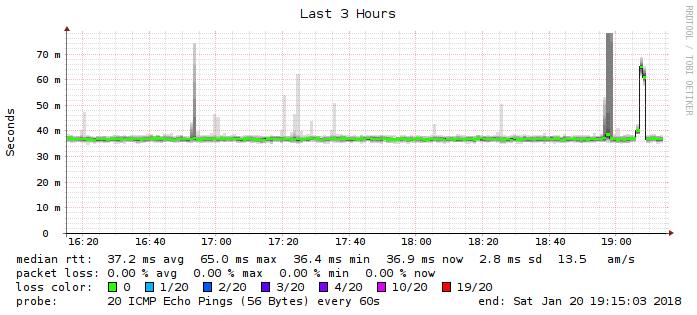 Last 3 Hours
RRDTOOL / TOBI OETIKER
Seconds
70 m
60 m
50 m
40 m
30 m
20 m
10 m
0
16:20 16:40 17:00 17:20 17:40 18:00 18:20 18:40 19:00
median rtt: 37.2 ms avg 65.0 ms max 36.4 ms min 36.9 ms now 2.8 ms sd 13.5 am/s
packet loss: 0.00 % avg 0.00 % max 0.00 % min 0.00 % now
loss color: 0 1/20 2/20 3/20 4/20 10/20 19/20
probe: 20 ICMP Echo Pings (56 Bytes) every 60s end: Sat Jan 20 19:15:03 2018